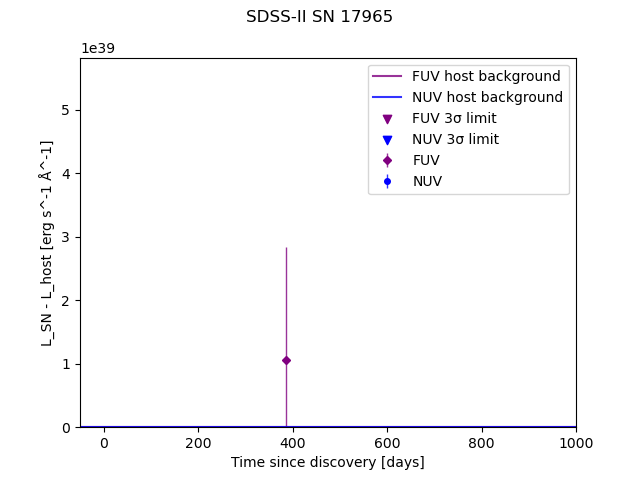 SDSS-II SN 17965
1e39
5
4
3
2
1
0
L_SN - L_host [erg s^-1 Å^-1]
FUV host background
NUV host background
FUV 3σ limit
NUV 3σ limit
FUV
NUV
0 200 400 600 800 1000
Time since discovery [days]